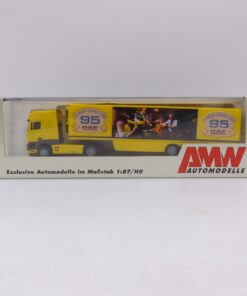 95
DAF
95
DAF
AMW
AUTOMODELLE
Exclusive Automodelle im Maßstab 1:87/HO